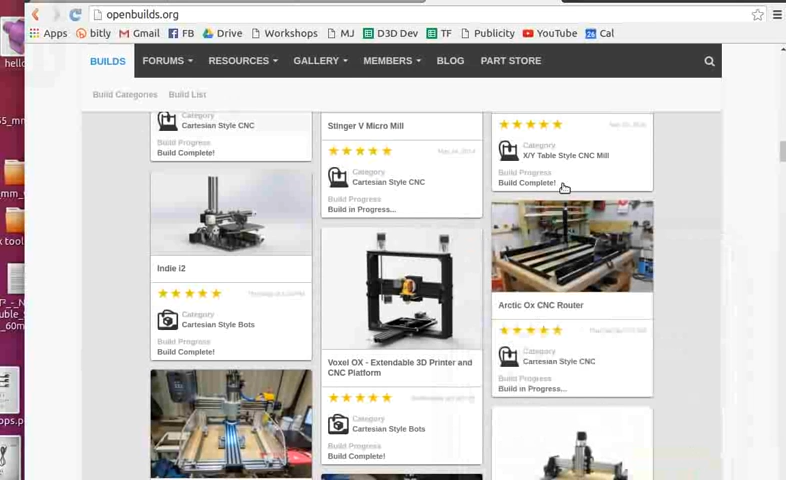 openbuilds.org
Apps bitly Gmail FB Drive Workshops MJ D3D Dev TF Publicity YouTube 26 Cal
BUILDS FORUMS RESOURCES GALLERY MEMBERS BLOG PART STORE
Build Categories Build List
Category
Cartesian Style CNC
Build Progress
Build Complete!
Indie i2
Category
Cartesian Style Bots
Build Progress
Build Complete!
Stinger V Micro Mill
Category
Cartesian Style CNC
Build Progress
Build in Progress...
Voxel OX - Extendable 3D Printer and
CNC Platform
Category
Cartesian Style Bots
Build Progress
Build Complete!
Category
X/Y Table Style CNC Mill
Build Progress
Build Complete!
Arctic Ox CNC Router
Category
Cartesian Style CNC
Build Progress
Build in Progress...